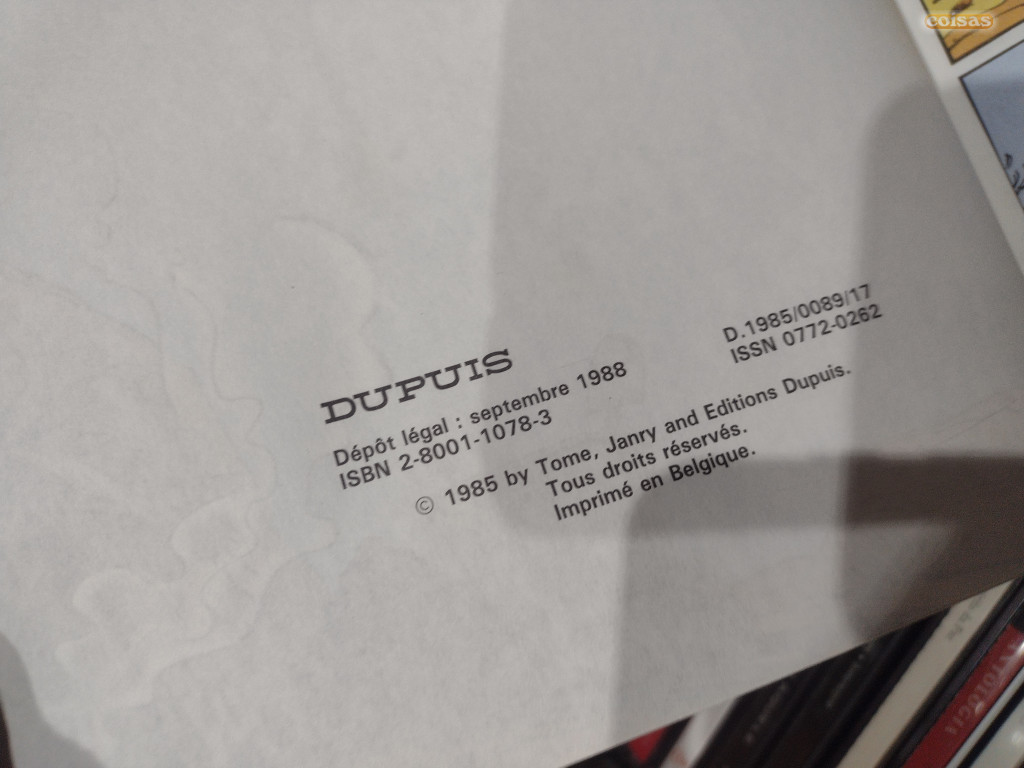 coisas
DUPUIS
Dépôt légal : septembre 1988
D.1985/0089/17
ISBN 2-8001-1078-3
ISSN 0772-0262
© 1985 by Tome, Janry and Editions Dupuis.
Tous droits réservés.
Imprimé en Belgique.